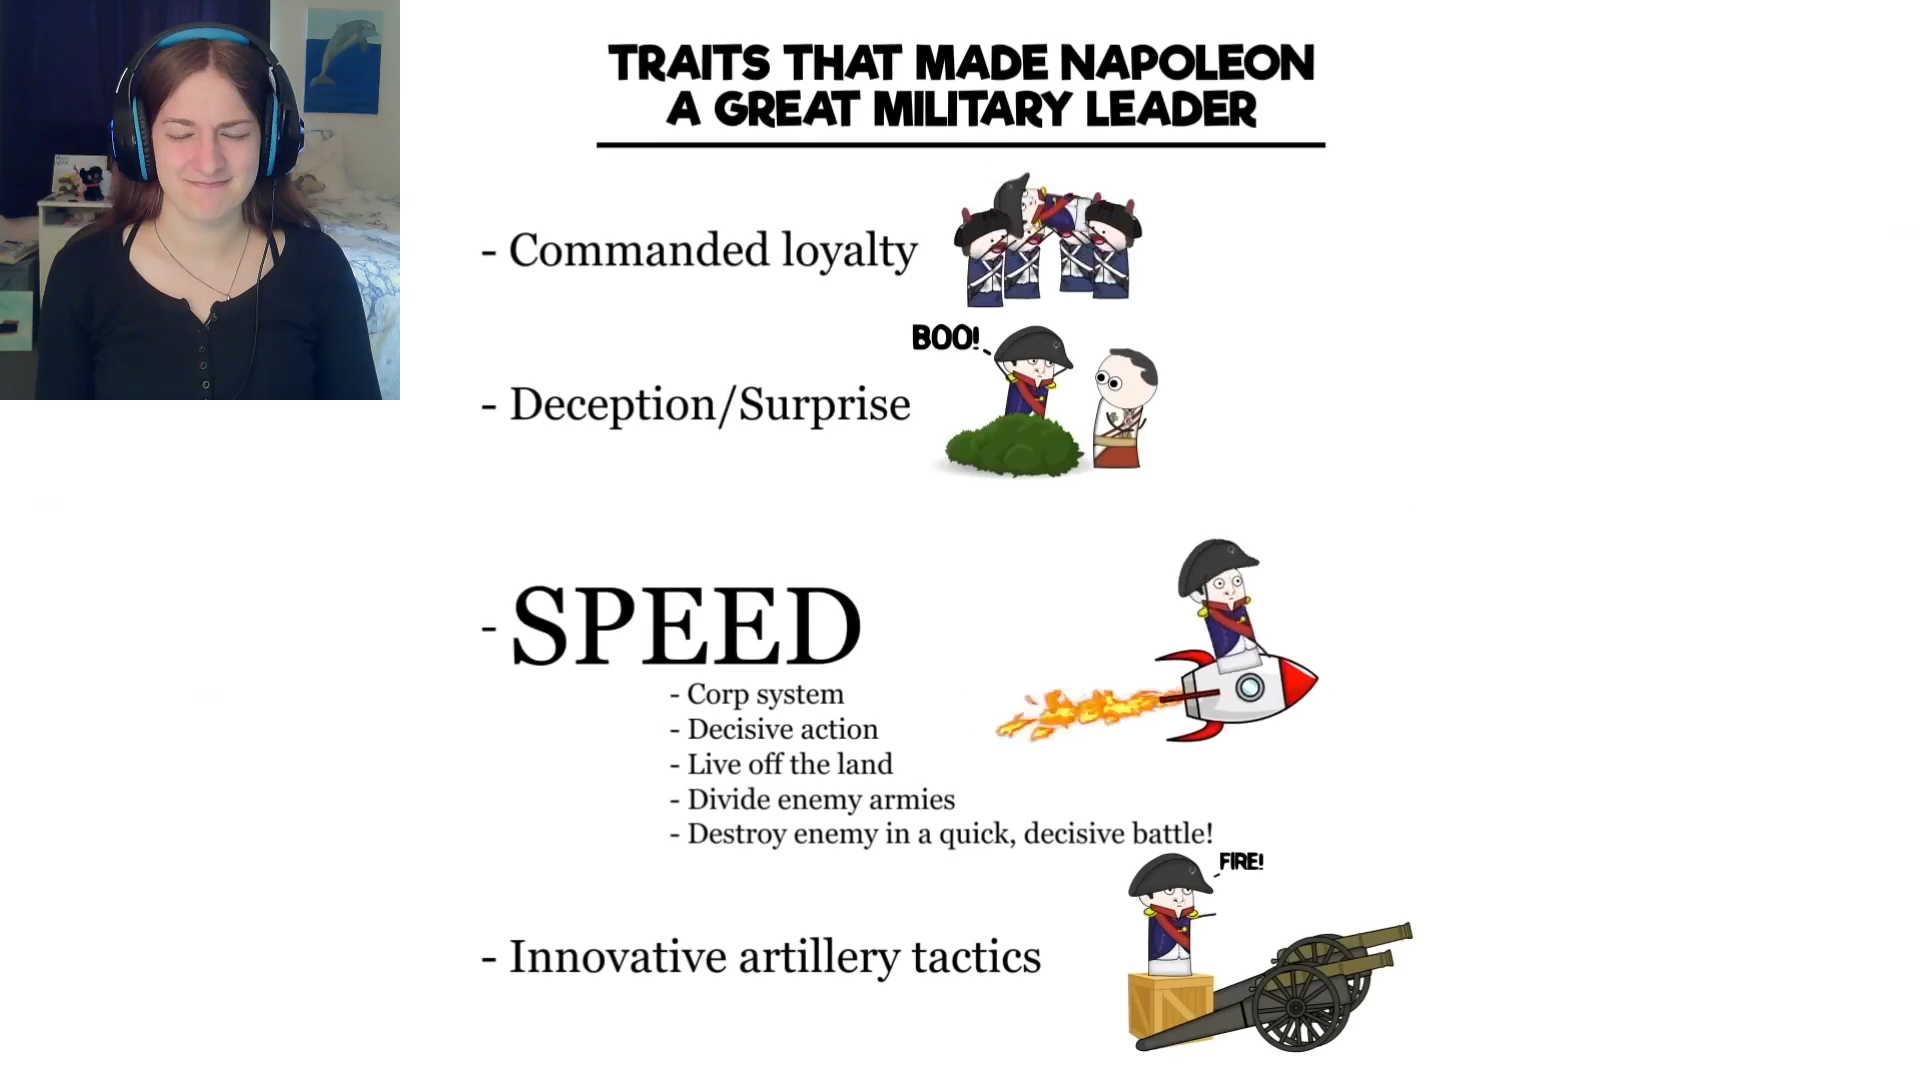 TRAITS THAT MADE NAPOLEON
A GREAT MILITARY LEADER
- Commanded loyalty
BOO!
- Deception/Surprise
- SPEED
- Corp system
- Decisive action
- Live off the land
- Divide enemy armies
- Destroy enemy in a quick, decisive battle!
FIRE!
- Innovative artillery tactics